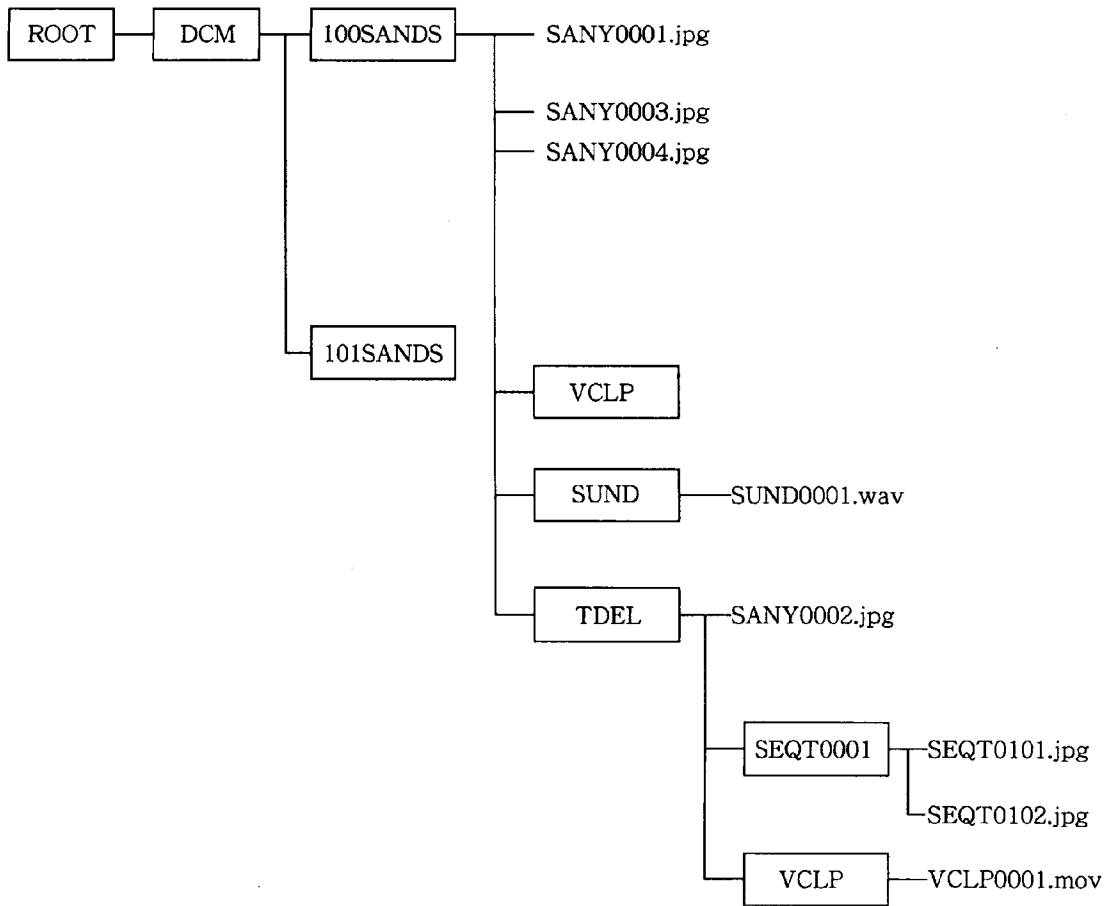 ROOT DCM 100SANDS SANY0001.jpg
SANY0003.jpg
SANY0004.jpg
101SANDS
VCLP
SUND SUND0001.wav
TDEL SANY0002.jpg
SEQT0001 SEQT0101.jpg
SEQT0102.jpg
VCLP VCLP0001.mov